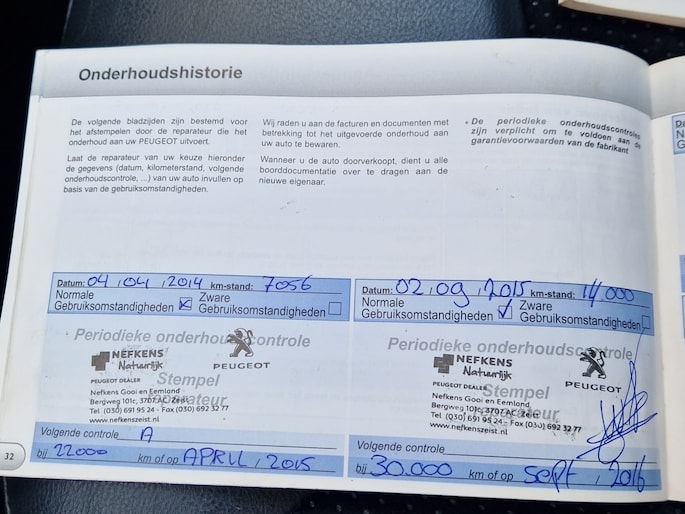 Onderhoudshistorie
De volgende bladzijden zijn bestemd voor
het afstempelen door de reparateur die het
onderhoud aan uw PEUGEOT uitvoert.
Laat de reparateur van uw keuze hieronder
de gegevens (datum, kilometerstand, volgende
onderhoudscontrole, ...) van uw auto invullen op
basis van de gebruiksomstandigheden.
Wij raden u aan de facturen en documenten met
betrekking tot het uitgevoerde onderhoud aan
uw auto te bewaren.
Wanneer u de auto doorverkoopt, dient u alle
boorddocumentatie over te dragen aan de
nieuwe eigenaar.
• De periodieke onderhoudscontroles
zijn verplicht om te voldoen aan de
garantievoorwaarden van de fabrikant
Datum: 04, 04, 2014 km-stand: 7056
Normale
Gebruiksomstandigheden
Zware
Gebruiksomstandigheden
Periodieke onderhoudscontrole
NEFKENS
Natuurlijk
PEUGEOT
PEUGEOT DEALER
Stempel
reparateur
Nefkens Gooi en Eemland
Bergweg 101c, 3707 AC Zeist
Tel (030) 691 95 24 - Fax (030) 692 32 77
www.nefkenszeist.nl
Volgende controle A
bij 22000 km of op APRIL, 2015
Datum: 02, 09, 2015 km-stand: 14000
Normale
Gebruiksomstandigheden
Zware
Gebruiksomstandigheden
Periodieke onderhoudscontrole
NEFKENS
Natuurlijk
PEUGEOT
PEUGEOT DEALER
Stempel
reparateur
Nefkens Gooi en Eemland
Bergweg 101c, 3707 AC Zeist
Tel (030) 691 95 24 - Fax (030) 692 32 77
www.nefkenszeist.nl
Volgende controle
bij 30.000 km of op Sept, 2016
32